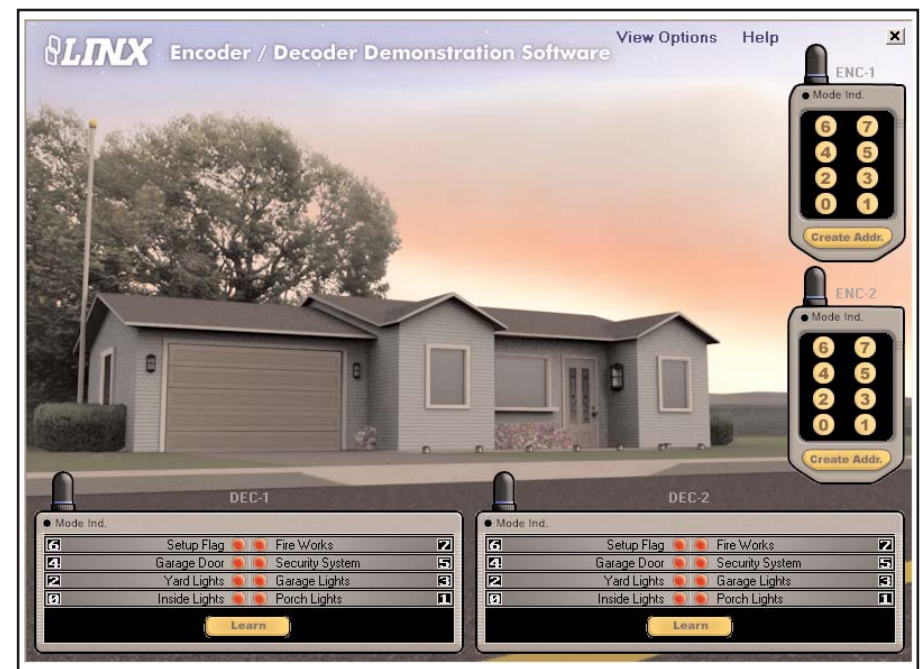 LINX Encoder / Decoder Demonstration Software View Options Help
ENC-1
Mode Ind.
6 7
4 5
2 3
0 1
Create Addr.
ENC-2
Mode Ind.
6 7
4 5
2 3
0 1
Create Addr.
DEC-1
Mode Ind.
6 Setup Flag Fire Works 7
4 Garage Door Security System 5
2 Yard Lights Garage Lights 3
0 Inside Lights Porch Lights 1
Learn
DEC-2
Mode Ind.
6 Setup Flag Fire Works 7
4 Garage Door Security System 5
2 Yard Lights Garage Lights 3
0 Inside Lights Porch Lights 1
Learn